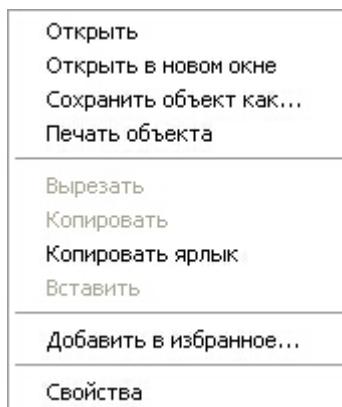 Открыть
Открыть в новом окне
Сохранить объект как...
Печать объекта
Вырезать
Копировать
Копировать ярлык
Вставить
Добавить в избранное...
Свойства